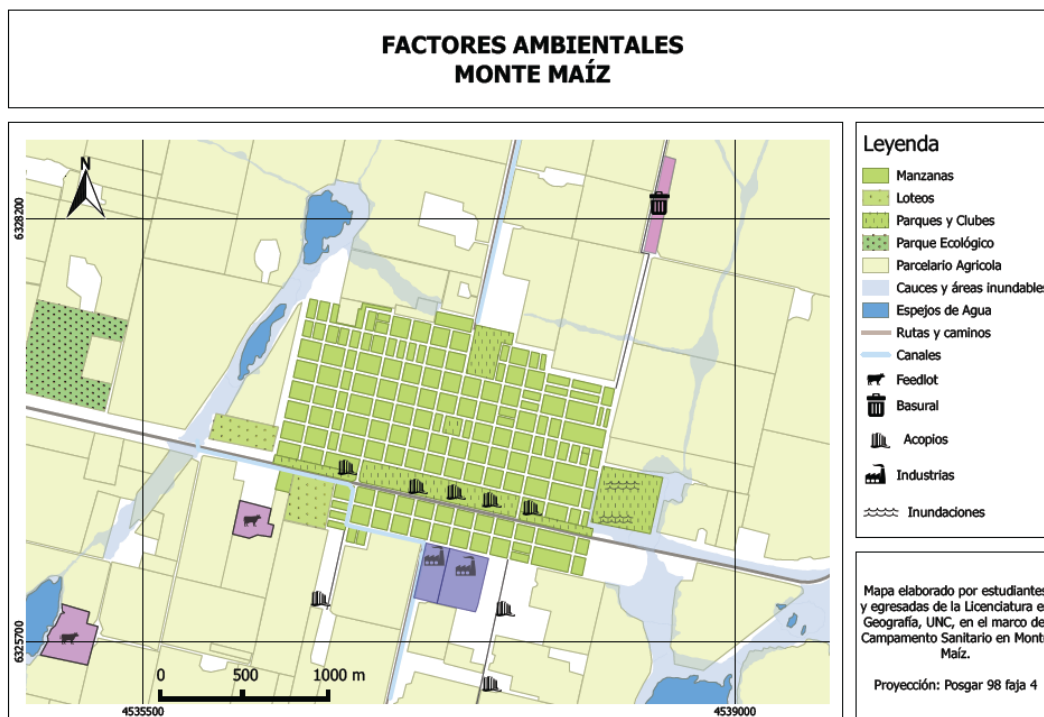 FACTORES AMBIENTALES
MONTE MAÍZ
N
6328200
6325700
0 500 1000 m
4535500
4539000
Leyenda
Manzanas
Loteos
Parques y Clubes
Parque Ecológico
Parcelario Agrícola
Cauces y áreas inundables
Espejos de Agua
Rutas y caminos
Canales
Feedlot
Basural
Acopios
Industrias
Inundaciones
Mapa elaborado por estudiantes
y egresadas de la Licenciatura e
Geografía, UNC, en el marco de
Campamento Sanitario en Mont
Maíz.
Proyección: Posgar 98 faja 4